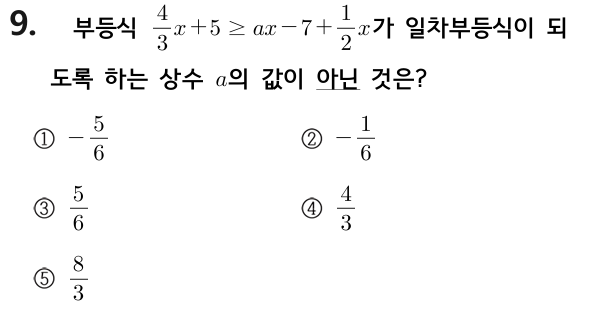 9. 부등식 $\frac{4}{3}x+5 \geq ax-7+\frac{1}{2}x$가 일차부등식이 되
도록 하는 상수 $a$의 값이 아닌 것은?
① $-\frac{5}{6}$ ② $-\frac{1}{6}$
③ $\frac{5}{6}$ ④ $\frac{4}{3}$
⑤ $\frac{8}{3}$